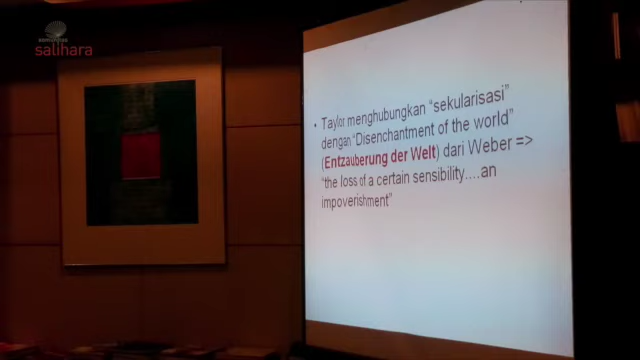 komunitas
salihara
• Taylor menghubungkan "sekularisasi"
dengan "Disenchantment of the world"
(Entzauberung der Welt) dari Weber =>
"the loss of a certain sensibility....an
impoverishment"